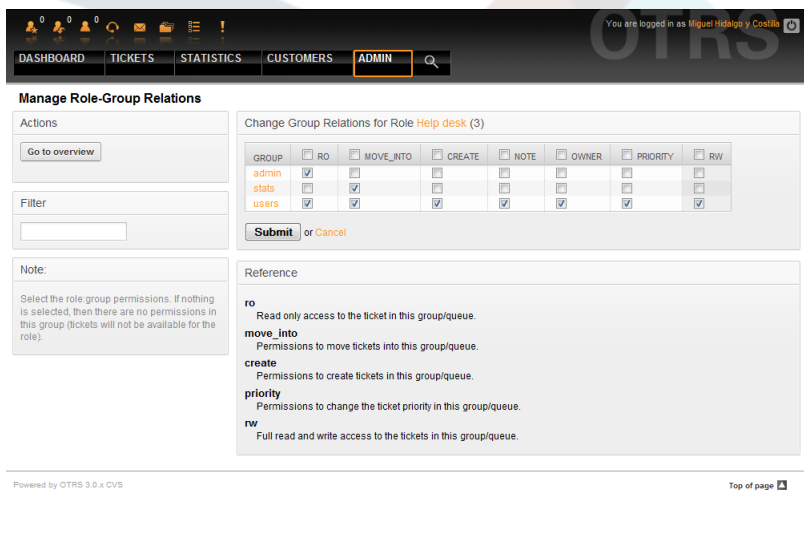 0 0 0
You are logged in as Miguel Hidalgo y Costilla
OTRS
DASHBOARD TICKETS STATISTICS CUSTOMERS ADMIN
Manage Role-Group Relations
Actions
Go to overview
Filter
Note:
Select the role:group permissions. If nothing
is selected, then there are no permissions in
this group (tickets will not be available for the
role).
Change Group Relations for Role Help desk (3)
GROUP RO MOVE_INTO CREATE NOTE OWNER PRIORITY RW
admin
stats
users
Submit or Cancel
Reference
ro
Read only access to the ticket in this group/queue.
move_into
Permissions to move tickets into this group/queue.
create
Permissions to create tickets in this group/queue.
priority
Permissions to change the ticket priority in this group/queue.
rw
Full read and write access to the tickets in this group/queue.
Powered by OTRS 3.0.x CVS
Top of page